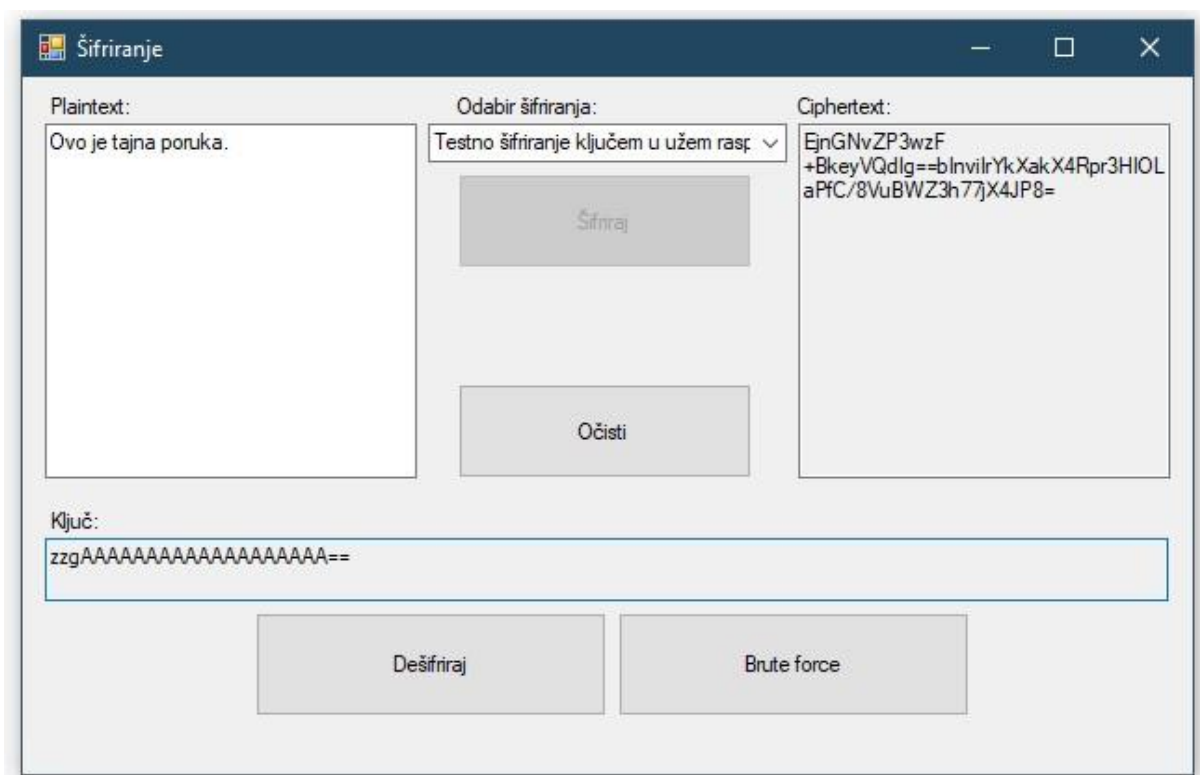 Šifriranje
Plaintext:
Ovo je tajna poruka.
Odabir šifriranja:
Testno šifriranje ključem u užem rasp
Šifriraj
Očisti
Ciphertext:
EjnGNvZP3wzF
+BkeyVQdIg==bInviIrYkXakX4Rpr3HIOL
aPfC/8VuBWZ3h77jX4JP8=
Ključ:
zzgAAAAAAAAAAAAAAAAAAA==
Dešifriraj
Brute force